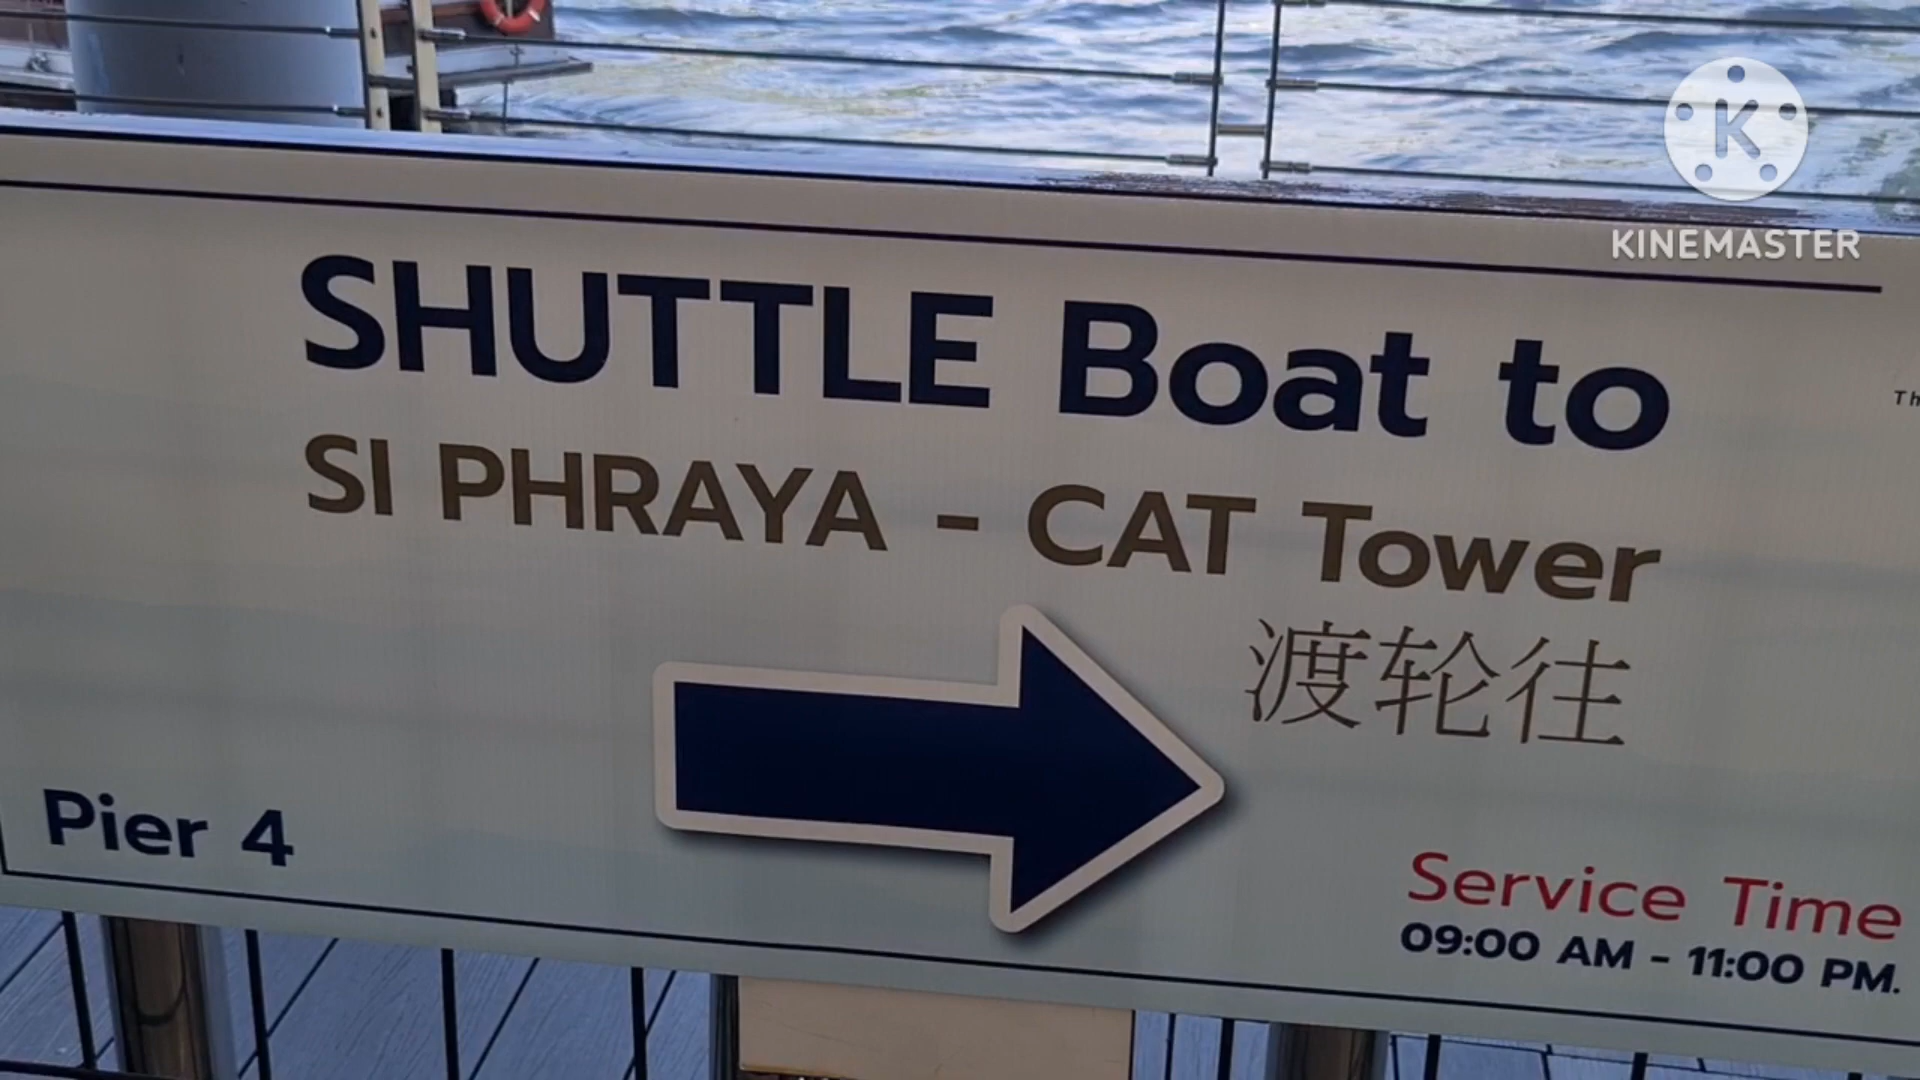 K
KINEMASTER
SHUTTLE Boat to
SI PHRAYA - CAT Tower
渡轮往
Pier 4
Service Time
09:00 AM - 11:00 PM.